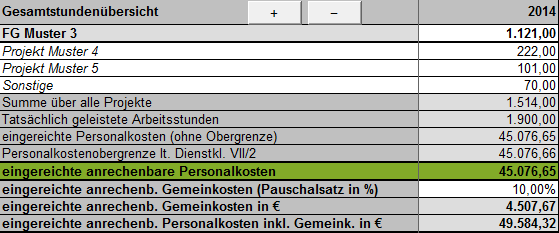 Gesamtstundenübersicht + − 2014
FG Muster 3 1.121,00
Projekt Muster 4 222,00
Projekt Muster 5 101,00
Sonstige 70,00
Summe über alle Projekte 1.514,00
Tatsächlich geleistete Arbeitsstunden 1.900,00
eingereichte Personalkosten (ohne Obergrenze) 45.076,65
Personalkostenobergrenze lt. Dienstkl. VII/2 45.076,66
eingereichte anrechenbare Personalkosten 45.076,65
eingereichte anrechenb. Gemeinkosten (Pauschalsatz in %) 10,00%
eingereichte anrechenb. Gemeinkosten in € 4.507,67
eingereichte anrechenb. Personalkosten inkl. Gemeink. in € 49.584,32